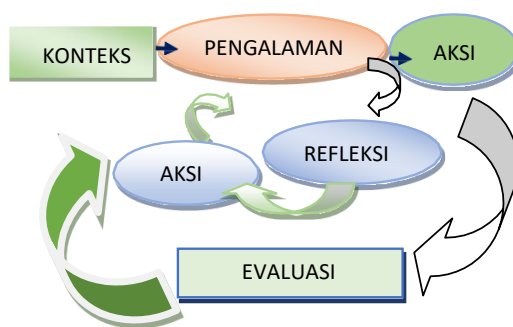 KONTEKS
PENGALAMAN
AKSI
REFLEKSI
AKSI
EVALUASI